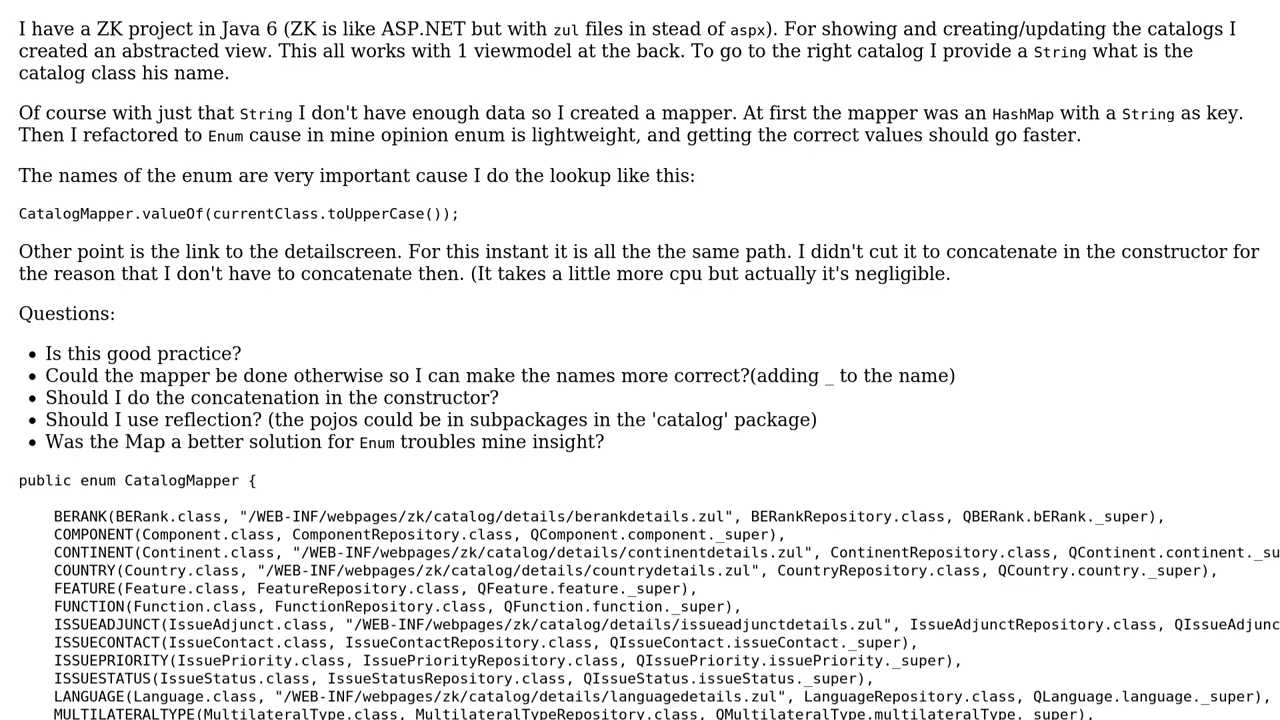 I have a ZK project in Java 6 (ZK is like ASP.NET but with zul files in stead of aspx). For showing and creating/updating the catalogs I
created an abstracted view. This all works with 1 viewmodel at the back. To go to the right catalog I provide a String what is the
catalog class his name.
Of course with just that String I don't have enough data so I created a mapper. At first the mapper was an HashMap with a String as key.
Then I refactored to Enum cause in mine opinion enum is lightweight, and getting the correct values should go faster.
The names of the enum are very important cause I do the lookup like this:
CatalogMapper.valueOf(currentClass.toUpperCase());
Other point is the link to the detailscreen. For this instant it is all the the same path. I didn't cut it to concatenate in the constructor for
the reason that I don't have to concatenate then. (It takes a little more cpu but actually it's negligible.
Questions:
• Is this good practice?
• Could the mapper be done otherwise so I can make the names more correct?(adding _ to the name)
• Should I do the concatenation in the constructor?
• Should I use reflection? (the pojos could be in subpackages in the 'catalog' package)
• Was the Map a better solution for Enum troubles mine insight?
public enum CatalogMapper {
BERANK(BERank.class, "/WEB-INF/webpages/zk/catalog/details/berankdetails.zul", BERankRepository.class, QBERank.bERank._super),
COMPONENT(Component.class, ComponentRepository.class, QComponent.component._super),
CONTINENT(Continent.class, "/WEB-INF/webpages/zk/catalog/details/continentdetails.zul", ContinentRepository.class, QContinent.continent._su
COUNTRY(Country.class, "/WEB-INF/webpages/zk/catalog/details/countrydetails.zul", CountryRepository.class, QCountry.country._super),
FEATURE(Feature.class, FeatureRepository.class, QFeature.feature._super),
FUNCTION(Function.class, FunctionRepository.class, QFunction.function._super),
ISSUEADJUNCT(IssueAdjunct.class, "/WEB-INF/webpages/zk/catalog/details/issueadjunctdetails.zul", IssueAdjunctRepository.class, QIssueAdjunc
ISSUECONTACT(IssueContact.class, IssueContactRepository.class, QIssueContact.issueContact._super),
ISSUEPRIORITY(IssuePriority.class, IssuePriorityRepository.class, QIssuePriority.issuePriority._super),
ISSUESTATUS(IssueStatus.class, IssueStatusRepository.class, QIssueStatus.issueStatus._super),
LANGUAGE(Language.class, "/WEB-INF/webpages/zk/catalog/details/languagedetails.zul", LanguageRepository.class, QLanguage.language._super),
MULTILATERALTYPE(MultilateralType.class, MultilateralTypeRepository.class, QMultilateralType.multilateralType._super),